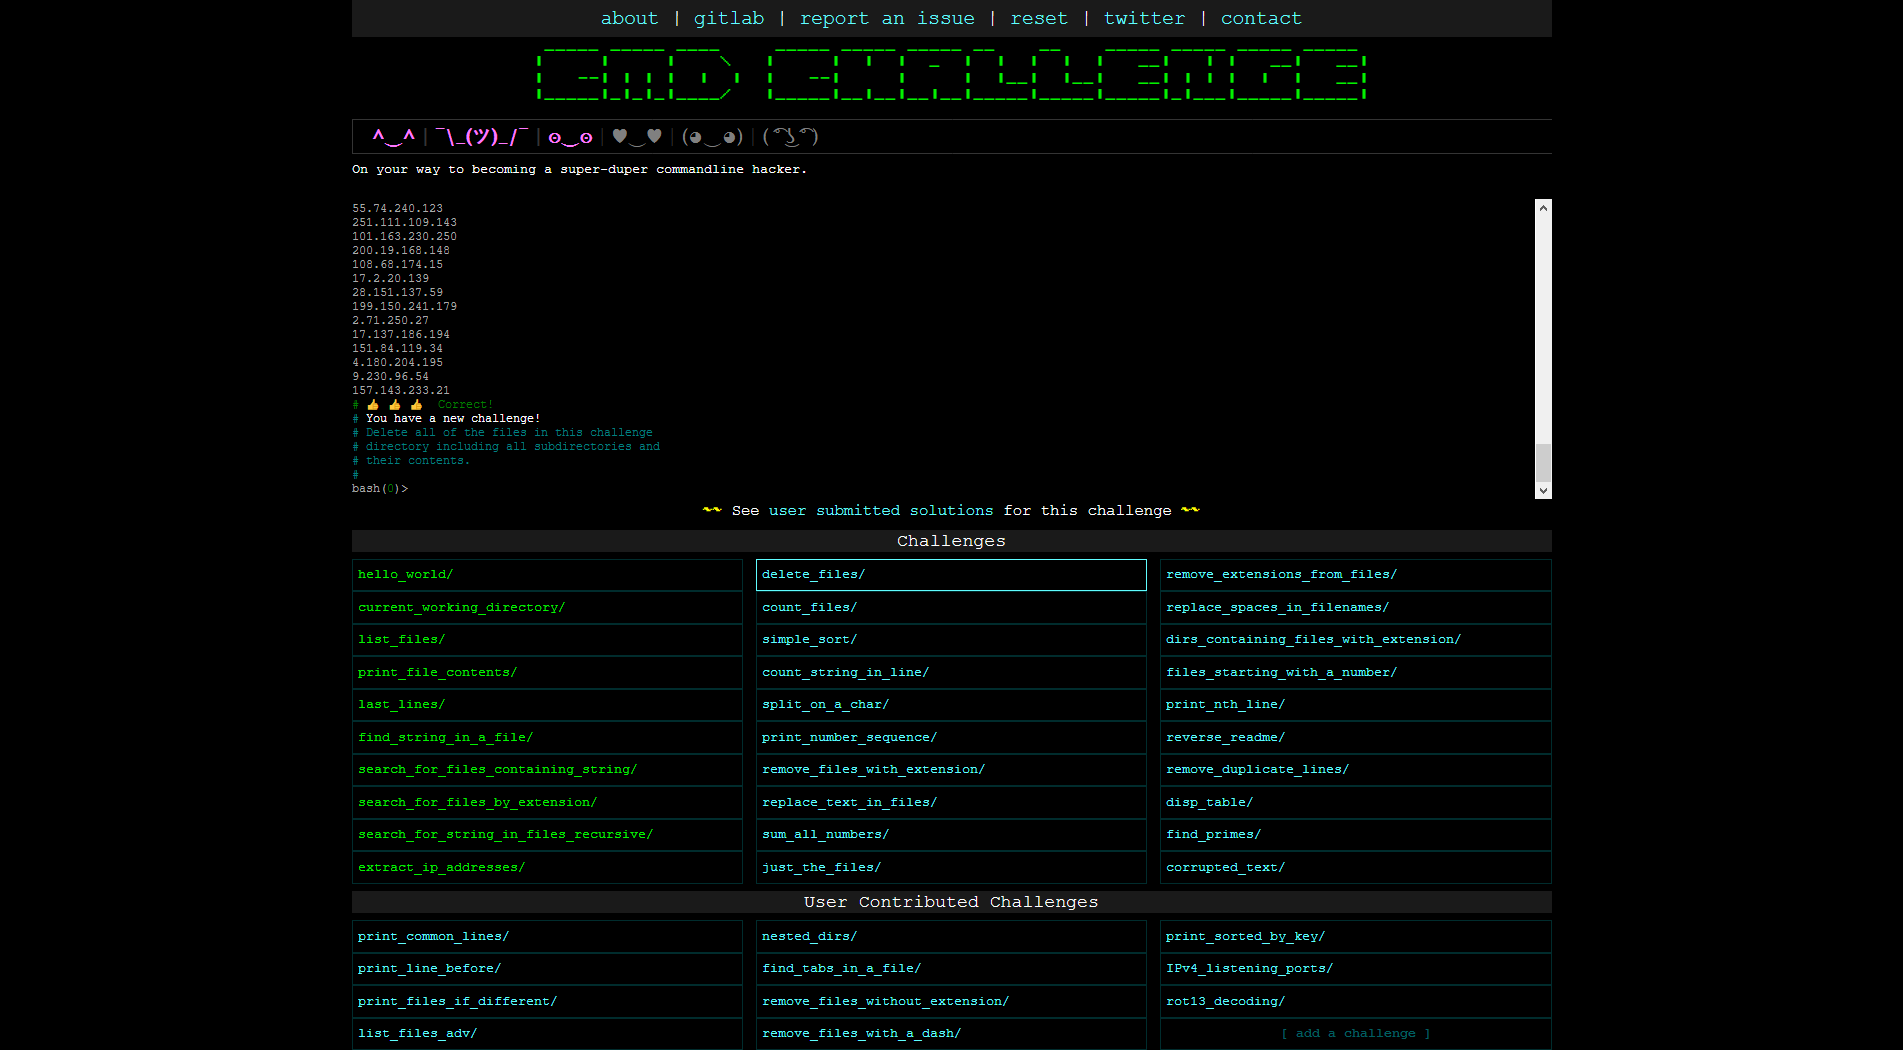 about | gitlab | report an issue | reset | twitter | contact
CMD CHALLENGE
^‿^ | ¯\_(ツ)_/¯ | ʘ‿ʘ | ♥‿♥ | (◕‿◕) | ( ͡° ͜ʖ ͡°)
On your way to becoming a super-duper commandline hacker.
55.74.240.123
251.111.109.143
101.163.230.250
200.19.168.148
108.68.174.15
17.2.20.139
28.151.137.59
199.150.241.179
2.71.250.27
17.137.186.194
151.84.119.34
4.180.204.195
9.230.96.54
157.143.233.21
# 👍 👍 👍 Correct!
# You have a new challenge!
# Delete all of the files in this challenge
# directory including all subdirectories and
# their contents.
#
bash(0)>
~~ See user submitted solutions for this challenge ~~
Challenges
hello_world/
current_working_directory/
list_files/
print_file_contents/
last_lines/
find_string_in_a_file/
search_for_files_containing_string/
search_for_files_by_extension/
search_for_string_in_files_recursive/
extract_ip_addresses/
delete_files/
count_files/
simple_sort/
count_string_in_line/
split_on_a_char/
print_number_sequence/
remove_files_with_extension/
replace_text_in_files/
sum_all_numbers/
just_the_files/
remove_extensions_from_files/
replace_spaces_in_filenames/
dirs_containing_files_with_extension/
files_starting_with_a_number/
print_nth_line/
reverse_readme/
remove_duplicate_lines/
disp_table/
find_primes/
corrupted_text/
User Contributed Challenges
print_common_lines/
print_line_before/
print_files_if_different/
list_files_adv/
nested_dirs/
find_tabs_in_a_file/
remove_files_without_extension/
remove_files_with_a_dash/
print_sorted_by_key/
IPv4_listening_ports/
rot13_decoding/
[ add a challenge ]